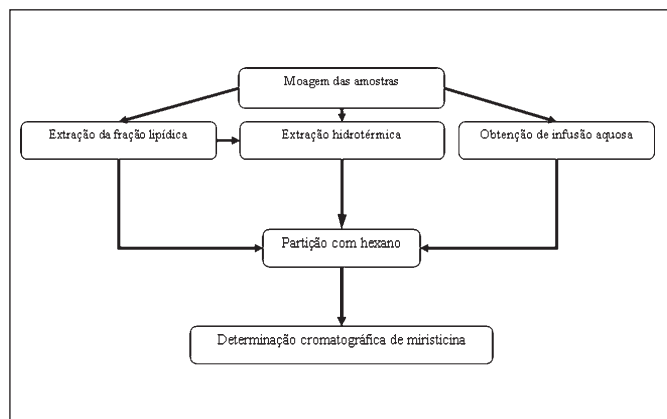 Moagem das amostras
Extração da fração lipídica
Extração hidrotérmica
Obtenção de infusão aquosa
Partição com hexano
Determinação cromatográfica de miristicina